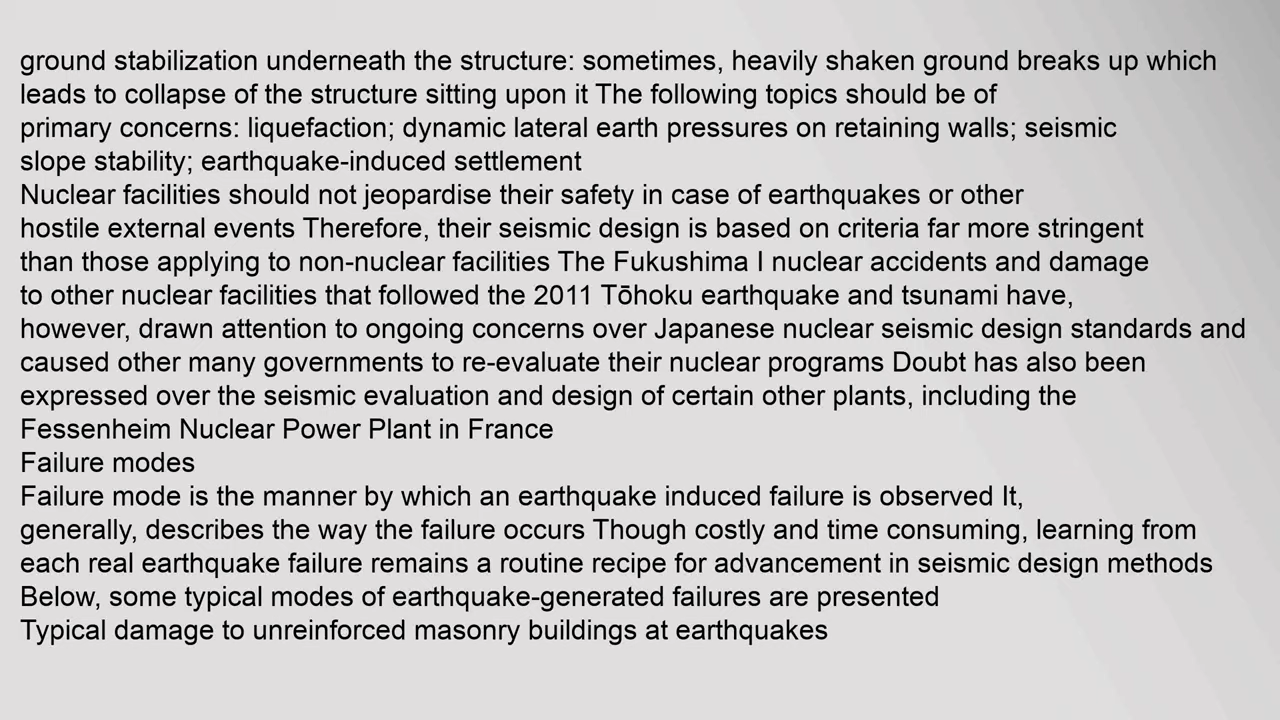 ground stabilization underneath the structure: sometimes, heavily shaken ground breaks up which
leads to collapse of the structure sitting upon it The following topics should be of
primary concerns: liquefaction; dynamic lateral earth pressures on retaining walls; seismic
slope stability; earthquake-induced settlement
Nuclear facilities should not jeopardise their safety in case of earthquakes or other
hostile external events Therefore, their seismic design is based on criteria far more stringent
than those applying to non-nuclear facilities The Fukushima I nuclear accidents and damage
to other nuclear facilities that followed the 2011 Tōhoku earthquake and tsunami have,
however, drawn attention to ongoing concerns over Japanese nuclear seismic design standards and
caused other many governments to re-evaluate their nuclear programs Doubt has also been
expressed over the seismic evaluation and design of certain other plants, including the
Fessenheim Nuclear Power Plant in France
Failure modes
Failure mode is the manner by which an earthquake induced failure is observed It,
generally, describes the way the failure occurs Though costly and time consuming, learning from
each real earthquake failure remains a routine recipe for advancement in seismic design methods
Below, some typical modes of earthquake-generated failures are presented
Typical damage to unreinforced masonry buildings at earthquakes